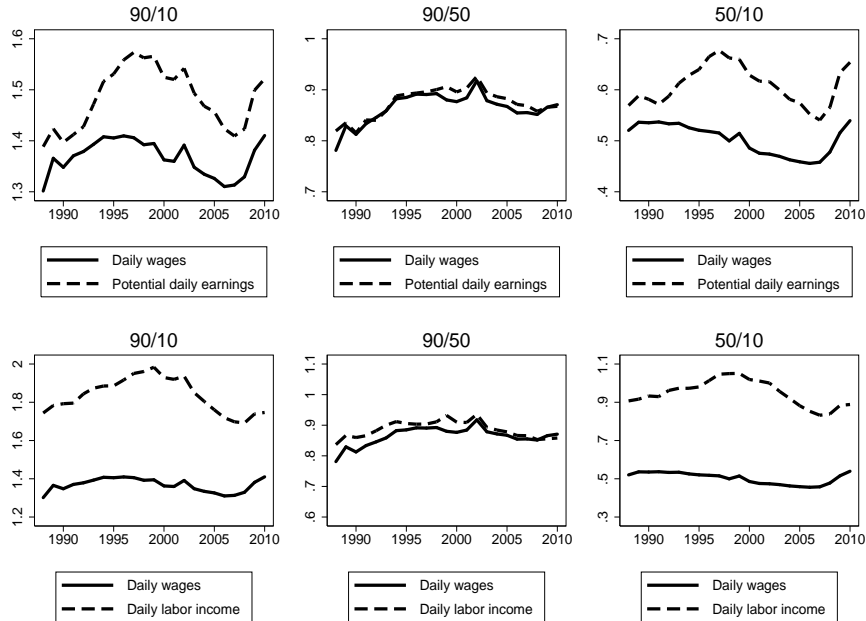 90/10
1.6
1.5
1.4
1.3
1990 1995 2000 2005 2010
Daily wages
Potential daily earnings
90/50
1
.9
.8
.7
1990 1995 2000 2005 2010
Daily wages
Potential daily earnings
50/10
.7
.6
.5
.4
1990 1995 2000 2005 2010
Daily wages
Potential daily earnings
90/10
2
1.8
1.6
1.4
1.2
1990 1995 2000 2005 2010
Daily wages
Daily labor income
90/50
1.1
1
.9
.8
.7
.6
1990 1995 2000 2005 2010
Daily wages
Daily labor income
50/10
1.1
.9
.7
.5
.3
1990 1995 2000 2005 2010
Daily wages
Daily labor income